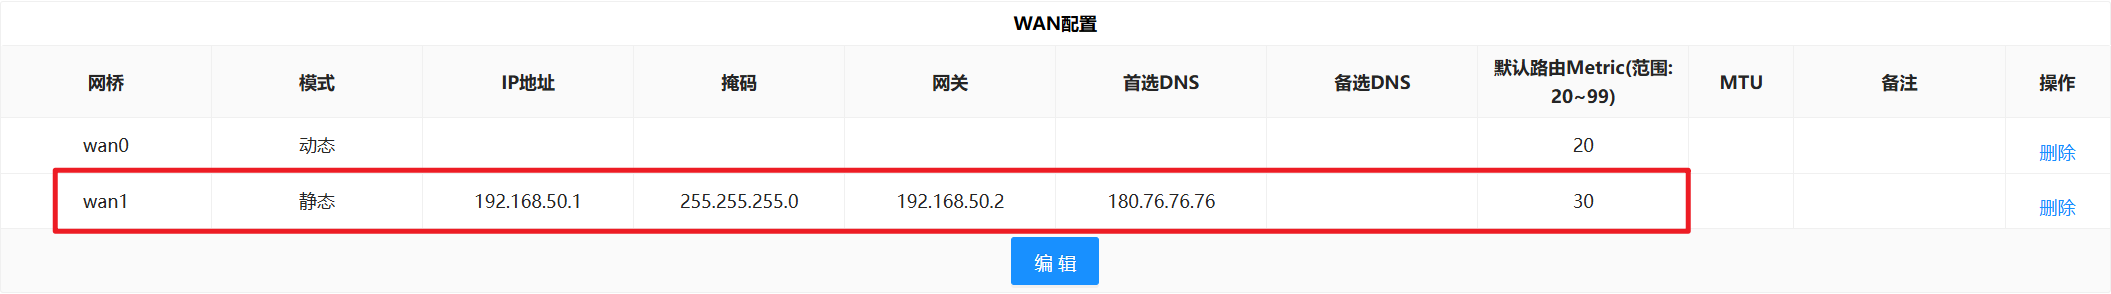 WAN配置
网桥 模式 IP地址 掩码 网关 首选DNS 备选DNS 默认路由Metric(范围: 20~99) MTU 备注 操作
wan0 动态 20 删除
wan1 静态 192.168.50.1 255.255.255.0 192.168.50.2 180.76.76.76 30 删除
编 辑